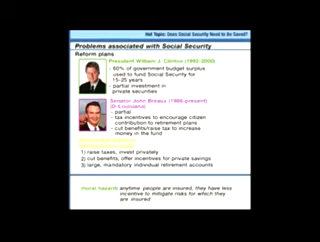 Hot Topic: Does Social Security Need to Be Saved?
Problems associated with Social Security
Reform plans
President William J. Clinton (1992-2000)
- 60% of government budget surplus
used to fund Social Security for
15-25 years
- partial investment in
private securities
Senator John Breaux (1986-present)
(D-Louisiana)
- partial
- tax incentives to encourage citizen
contribution to retirement plans
- cut benefits/raise tax to increase
money in the fund
1) raise taxes, invest privately
2) cut benefits, offer incentives for private savings
3) large, mandatory individual retirement accounts
moral hazard: anytime people are insured, they have less
incentive to mitigate risks for which they
are insured